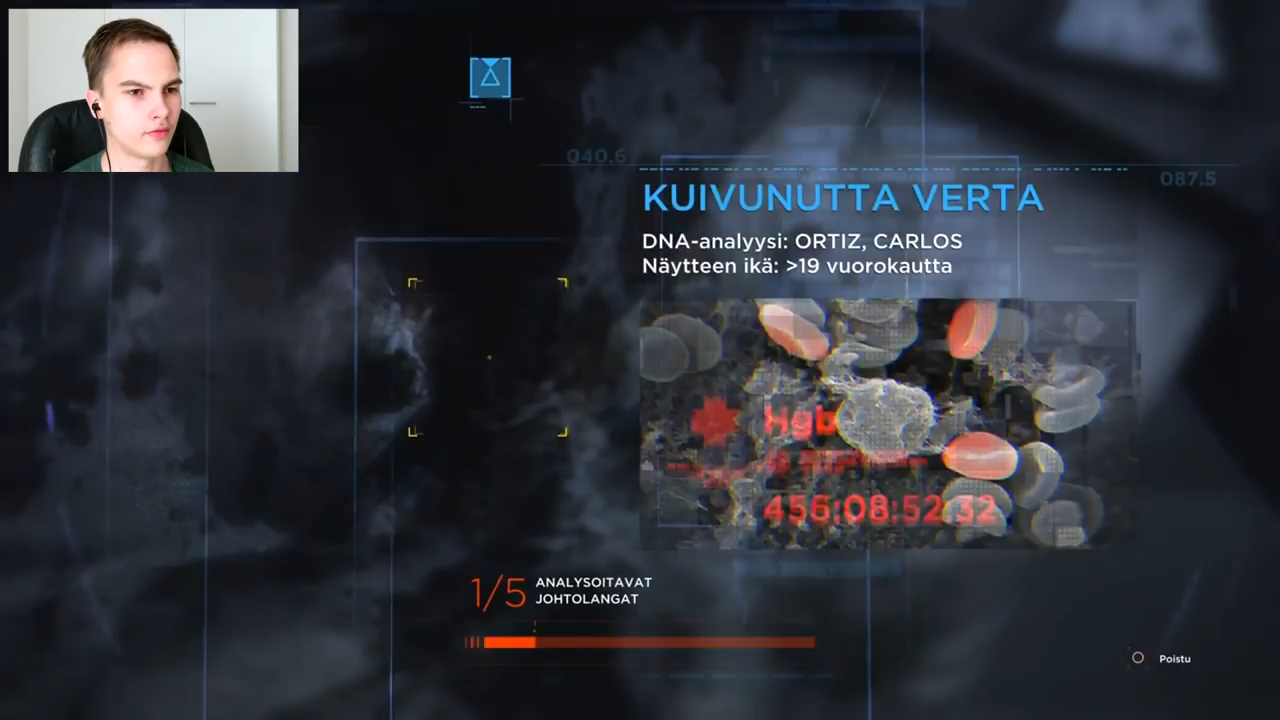 040.6
087.5
KUIVUNUTTA VERTA
DNA-analyysi: ORTIZ, CARLOS
Näytteen ikä: >19 vuorokautta
Hgb
456:08:52:32
1/5 ANALYSOITAVAT
JOHTOLANGAT
Poistu